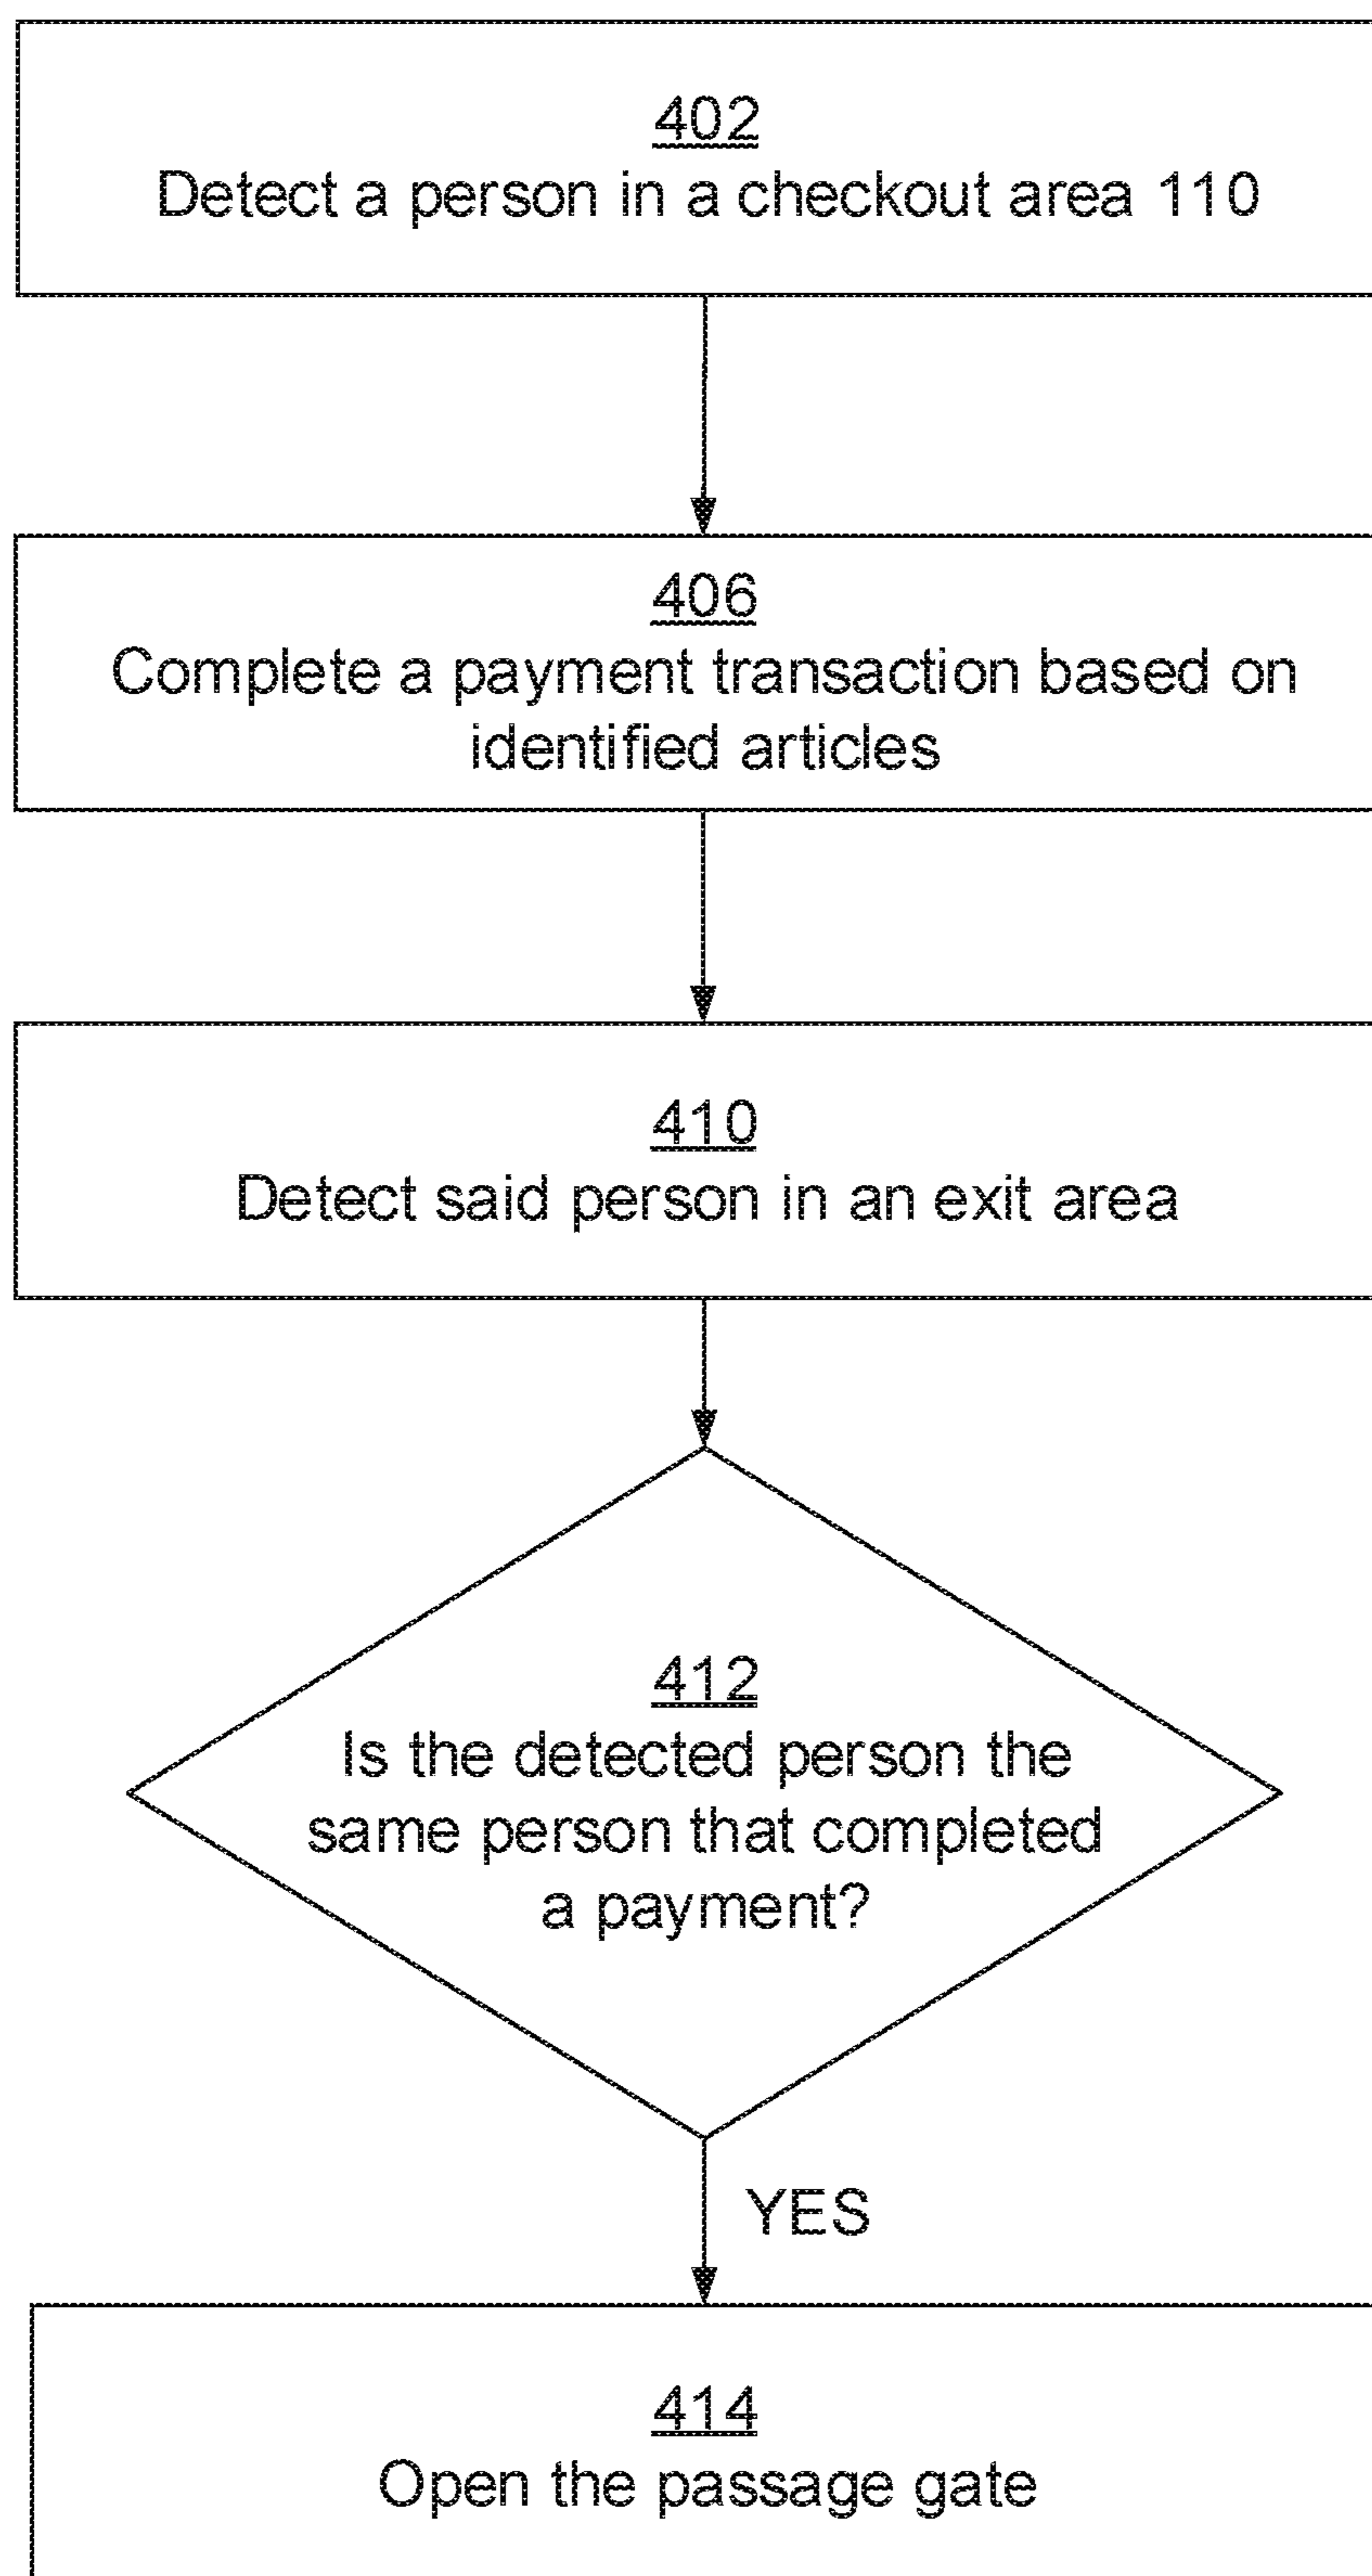 402
Detect a person in a checkout area 110
406
Complete a payment transaction based on
identified articles
410
Detect said person in an exit area
412
Is the detected person the
same person that completed
a payment?
YES
414
Open the passage gate